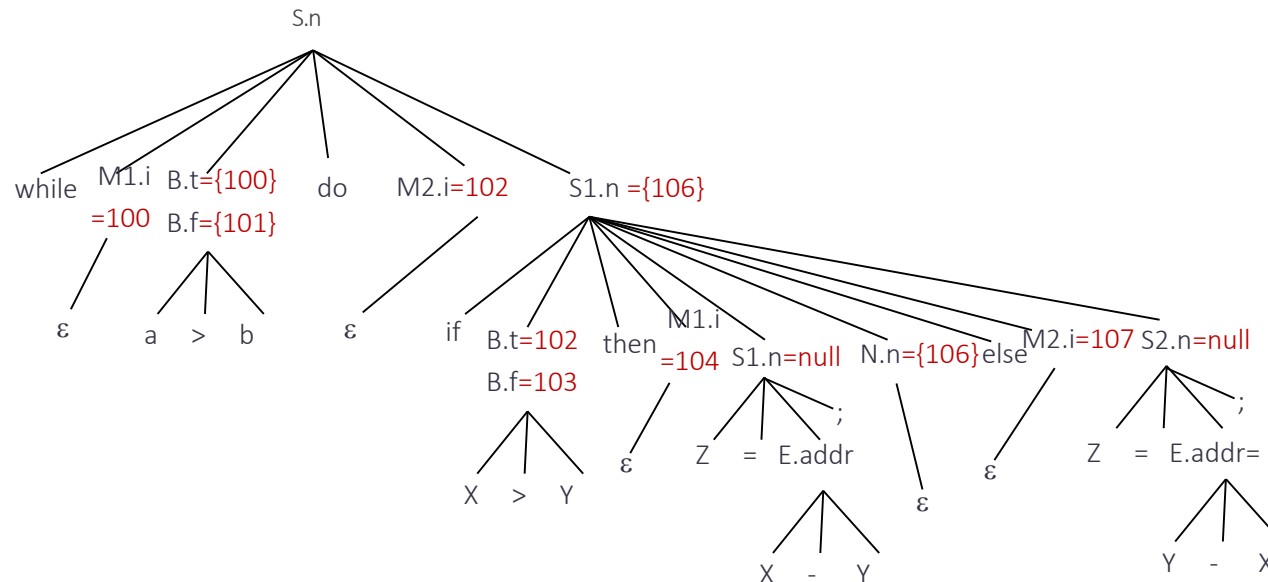 S.n
while M1.i B.t={100} do M2.i=102 S1.n ={106}
=100 B.f={101}
ε a > b ε if M1.i
B.t=102 then =104 S1.n=null N.n={106} else M2.i=107 S2.n=null
B.f=103
; ;
ε Z = E.addr ε Z = E.addr=
X > Y ε
X - Y Y - X